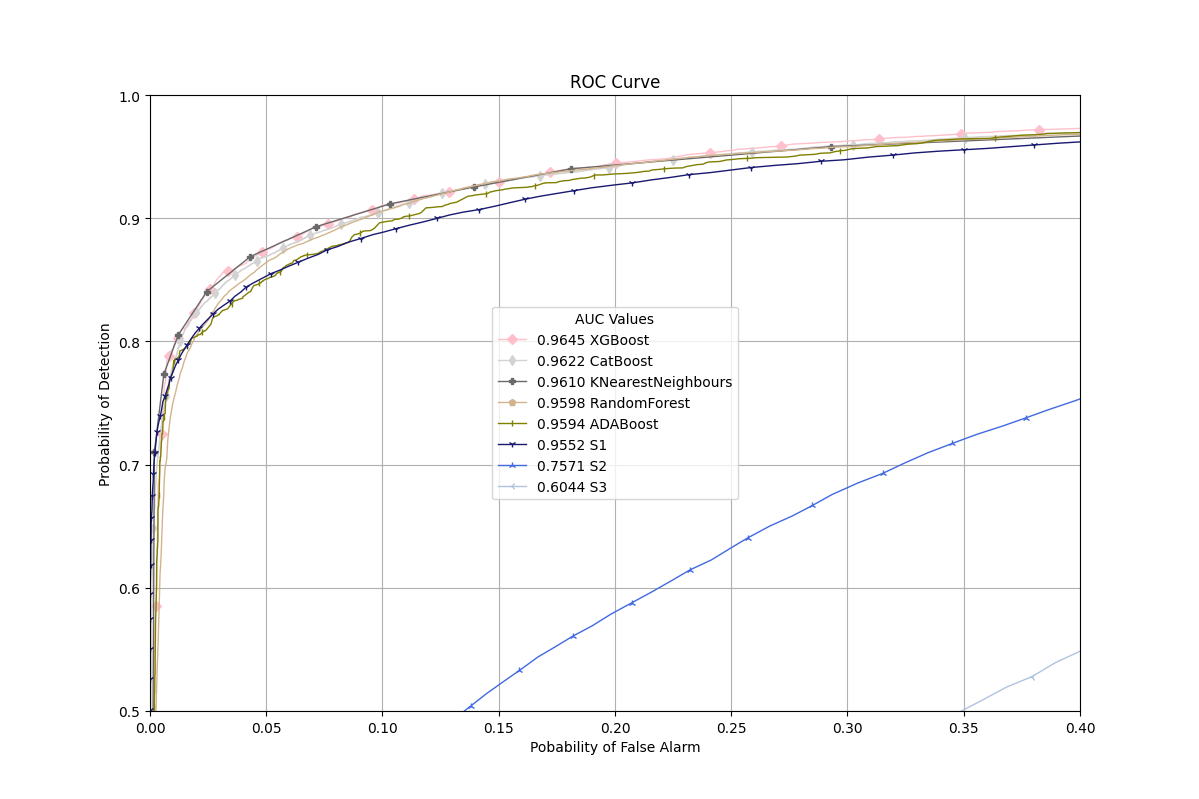 ROC Curve
1.0
0.9
0.8
0.7
0.6
0.5
Probability of Detection
AUC Values
0.9645 XGBoost
0.9622 CatBoost
0.9610 KNearestNeighbours
0.9598 RandomForest
0.9594 ADABoost
0.9552 S1
0.7571 S2
0.6044 S3
0.00 0.05 0.10 0.15 0.20 0.25 0.30 0.35 0.40
Pobability of False Alarm